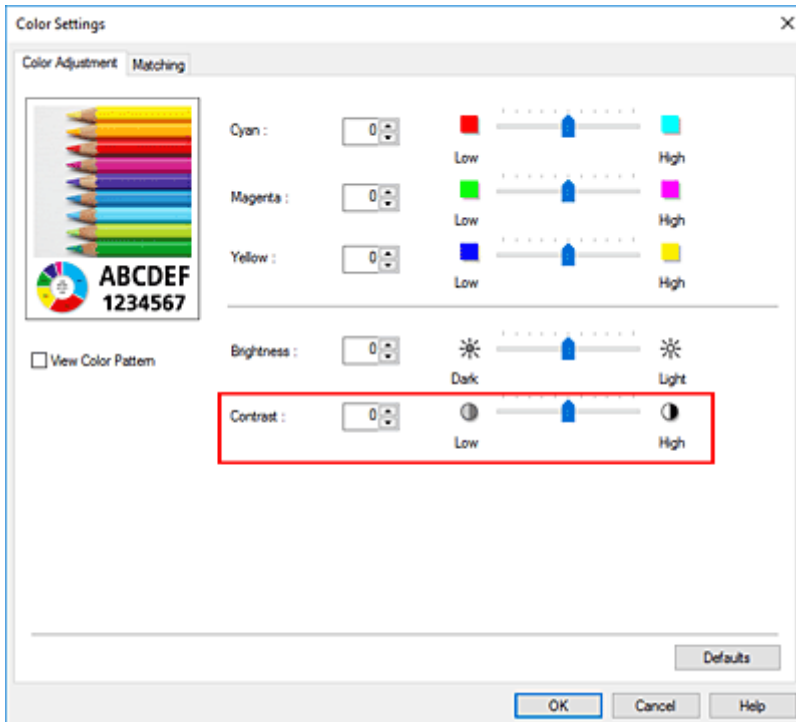 Color Settings
Color Adjustment Matching
Cyan : 0 Low High
Magenta : 0 Low High
Yellow : 0 Low High
ABCDEF
1234567
View Color Pattern
Brightness : 0 Dark Light
Contrast : 0 Low High
Defaults
OK Cancel Help